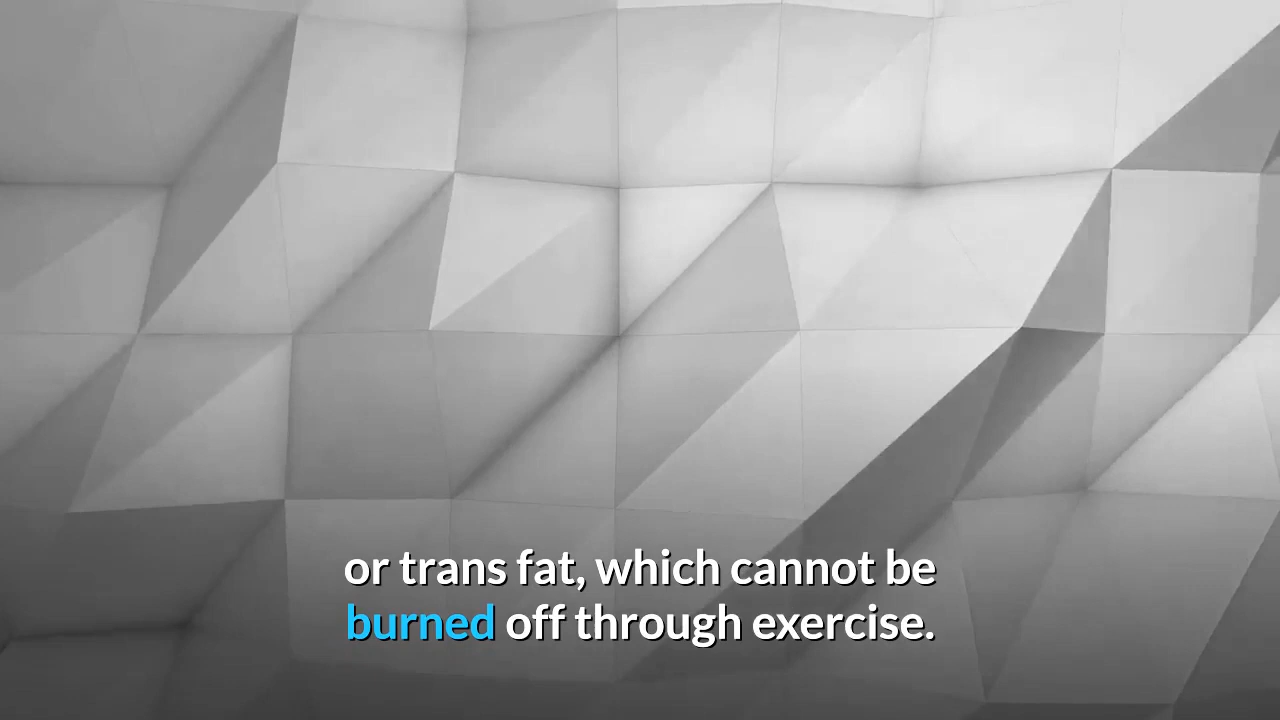 or trans fat, which cannot be
burned off through exercise.